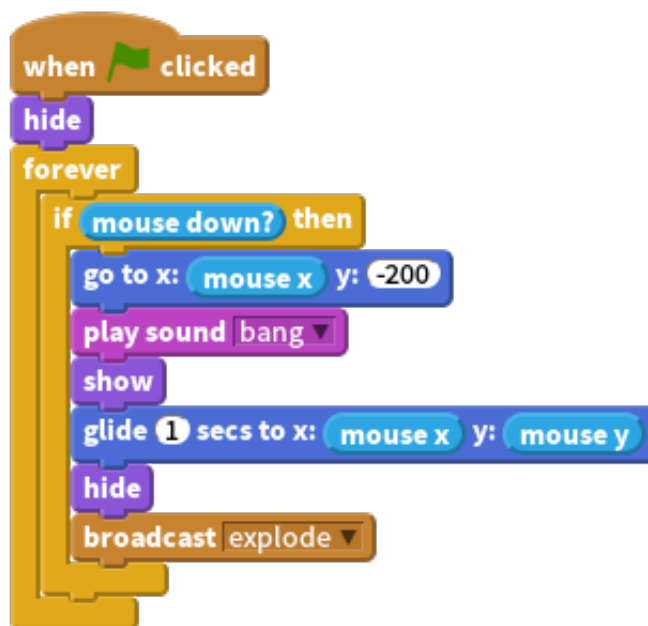 when clicked
hide
forever
if mouse down? then
go to x: mouse x y: -200
play sound bang
show
glide 1 secs to x: mouse x y: mouse y
hide
broadcast explode